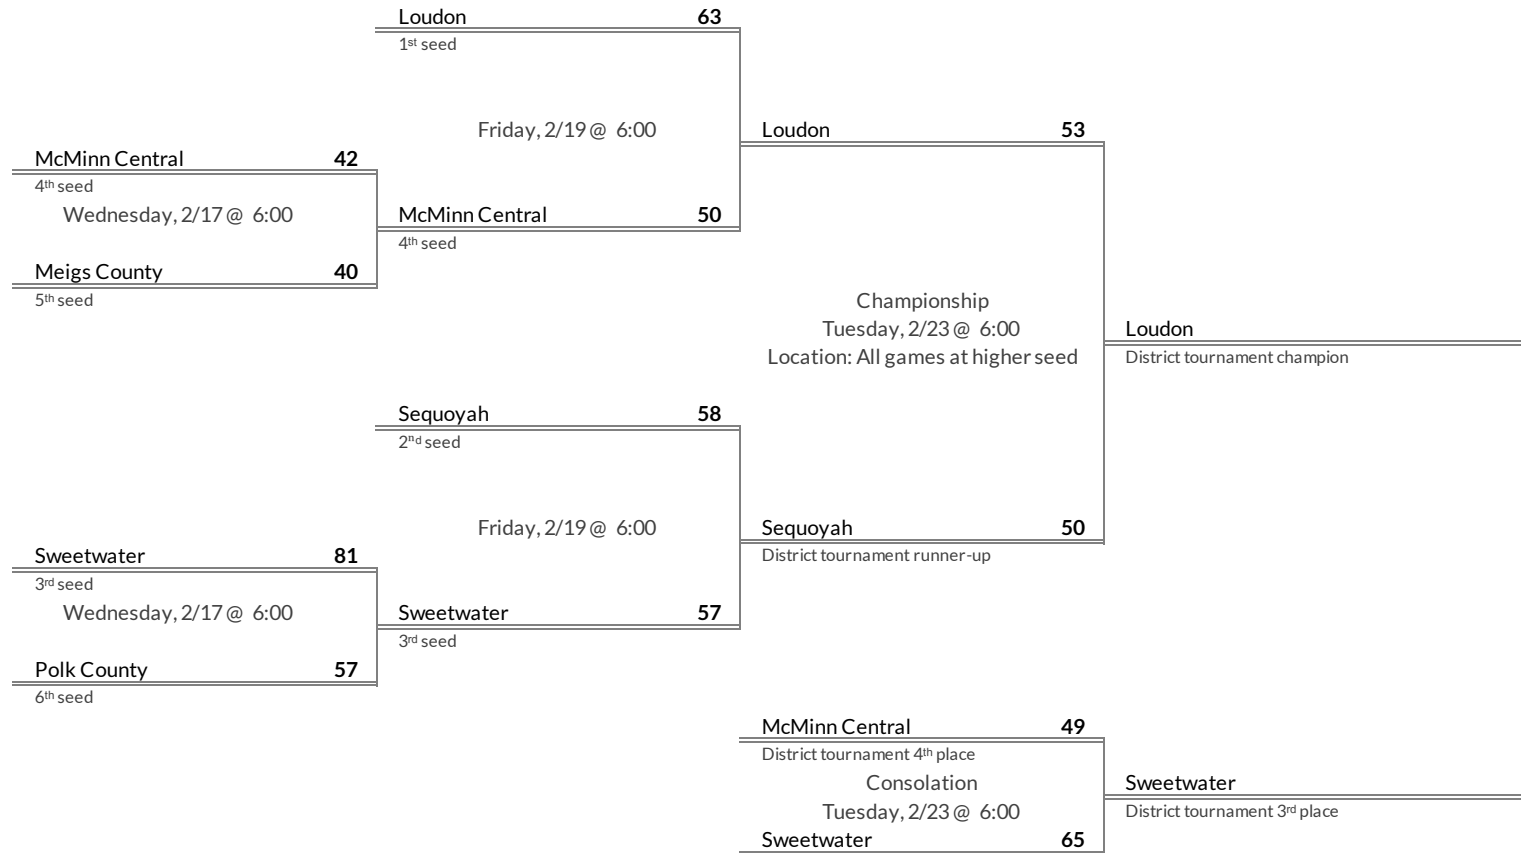 Loudon 63
1st seed
Friday, 2/19 @ 6:00
Loudon 53
McMinn Central 42
4th seed
Wednesday, 2/17 @ 6:00
McMinn Central 50
4th seed
Meigs County 40
5th seed
Championship
Tuesday, 2/23 @ 6:00
Location: All games at higher seed
Loudon
District tournament champion
Sequoyah 58
2nd seed
Friday, 2/19 @ 6:00
Sequoyah 50
District tournament runner-up
Sweetwater 81
3rd seed
Wednesday, 2/17 @ 6:00
Sweetwater 57
3rd seed
Polk County 57
6th seed
McMinn Central 49
District tournament 4th place
Consolation
Tuesday, 2/23 @ 6:00
Sweetwater
District tournament 3rd place
Sweetwater 65